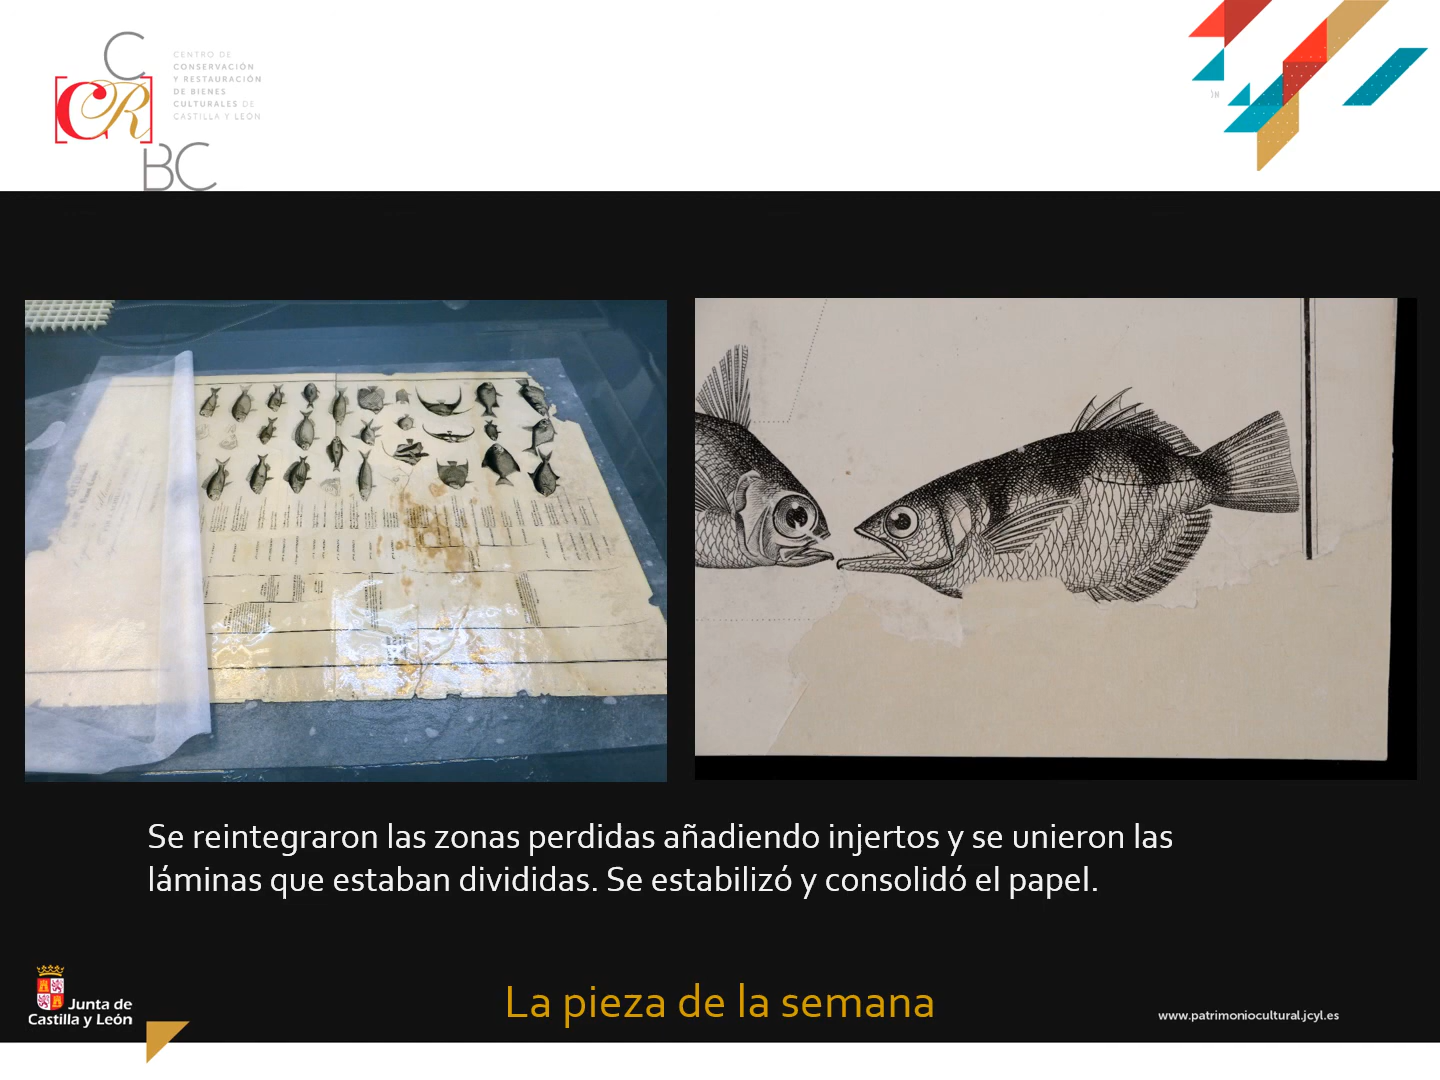 C
CR
BC
CENTRO DE
CONSERVACIÓN
Y RESTAURACIÓN
DE BIENES
CULTURALES DE
CASTILLA Y LEÓN
Se reintegraron las zonas perdidas añadiendo injertos y se unieron las
láminas que estaban divididas. Se estabilizó y consolidó el papel.
Junta de
Castilla y León
La pieza de la semana
www.patrimoniocultural.jcyl.es